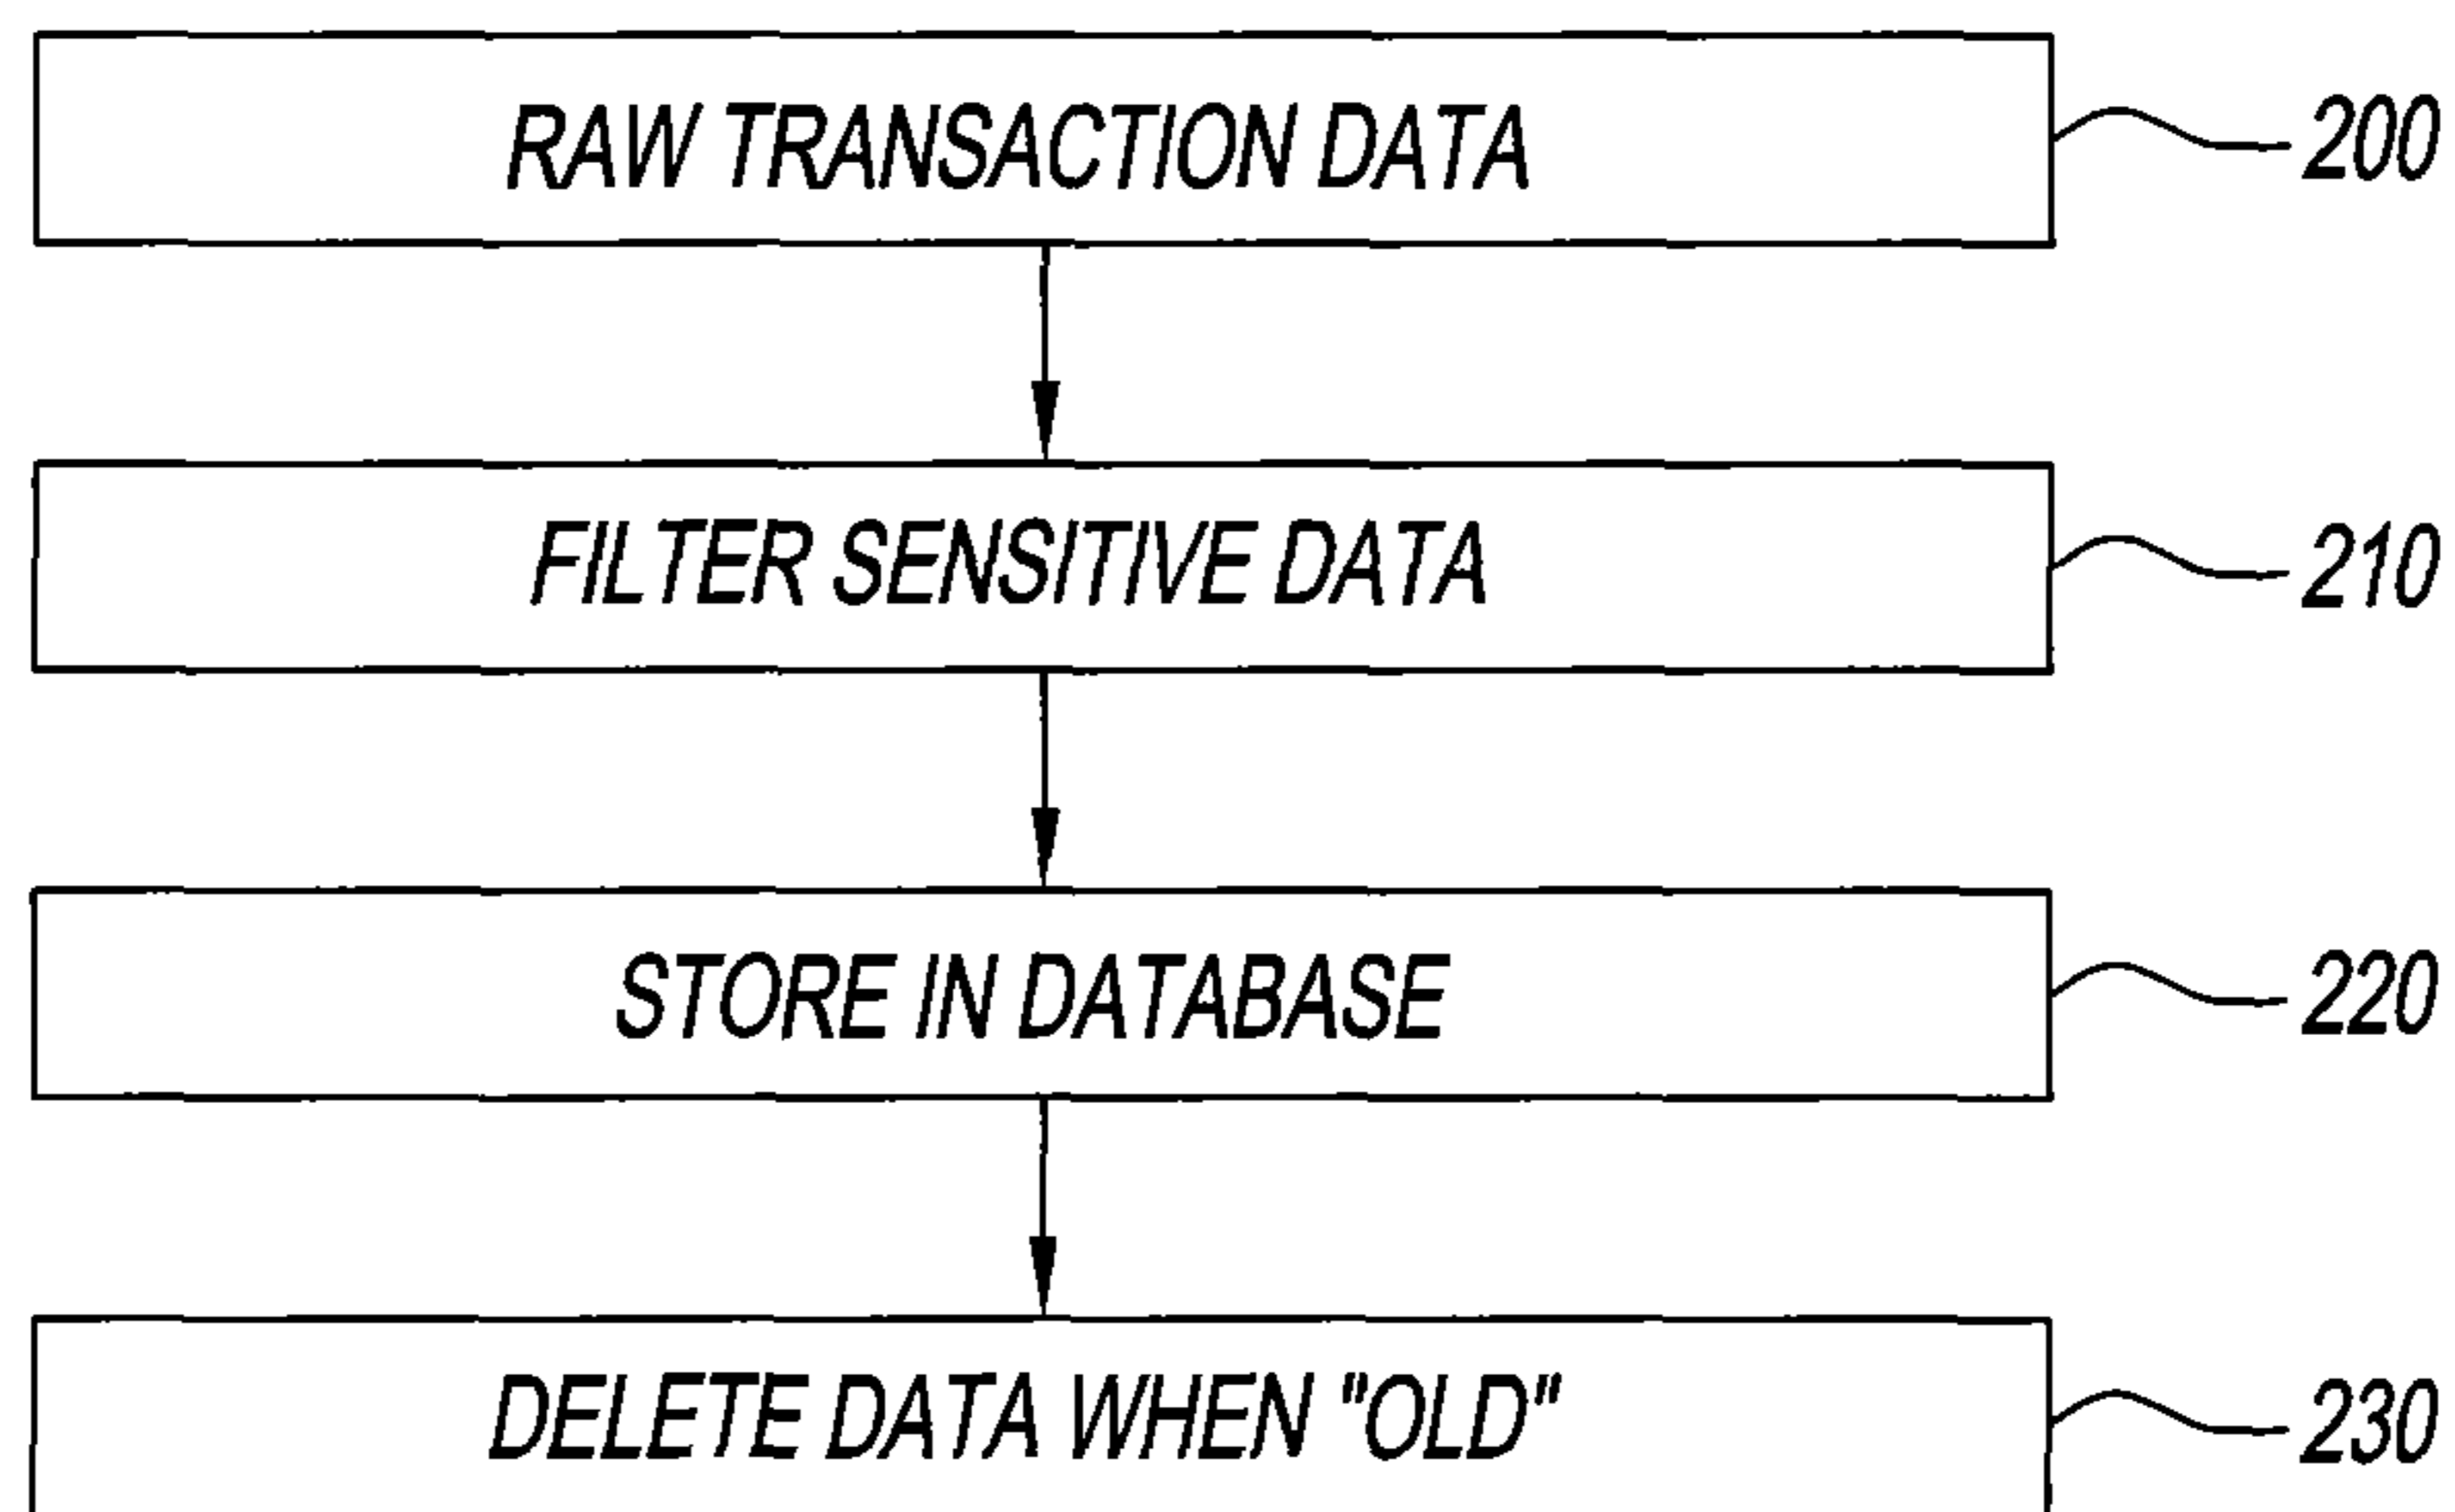 RAW TRANSACTION DATA 200
FILTER SENSITIVE DATA 210
STORE IN DATABASE 220
DELETE DATA WHEN "OLD" 230